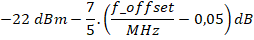 −22 dBm − 7/5 . (f_offset/MHz − 0,05) dB